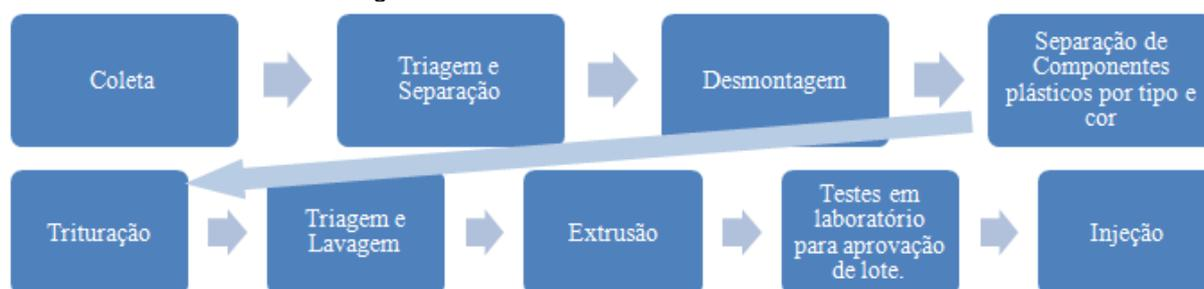 Coleta
Triagem e
Separação
Desmontagem
Separação de
Componentes
plásticos por tipo e
cor
Trituração
Triagem e
Lavagem
Extrusão
Testes em
laboratório
para aprovação
de lote.
Injeção